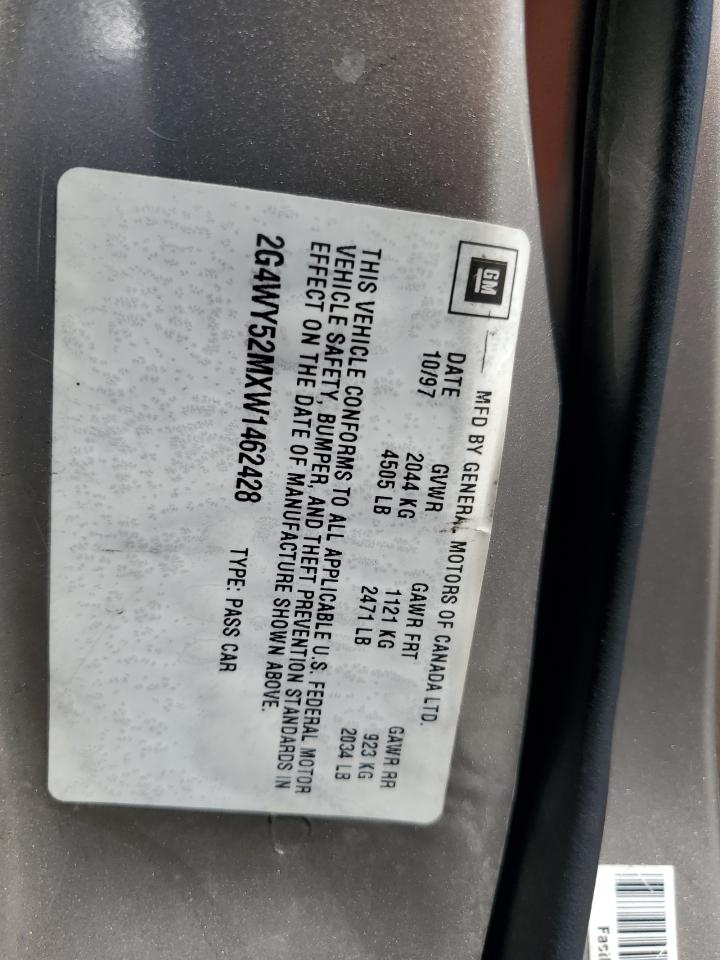 GM
MFD BY GENERAL MOTORS OF CANADA LTD.
DATE GVWR GAWR FRT GAWR RR
10/97 2044 KG 1121 KG 923 KG
4505 LB 2471 LB 2034 LB
THIS VEHICLE CONFORMS TO ALL APPLICABLE U.S. FEDERAL MOTOR
VEHICLE SAFETY, BUMPER, AND THEFT PREVENTION STANDARDS IN
EFFECT ON THE DATE OF MANUFACTURE SHOWN ABOVE.
2G4WY52MXW1462428 TYPE: PASS CAR